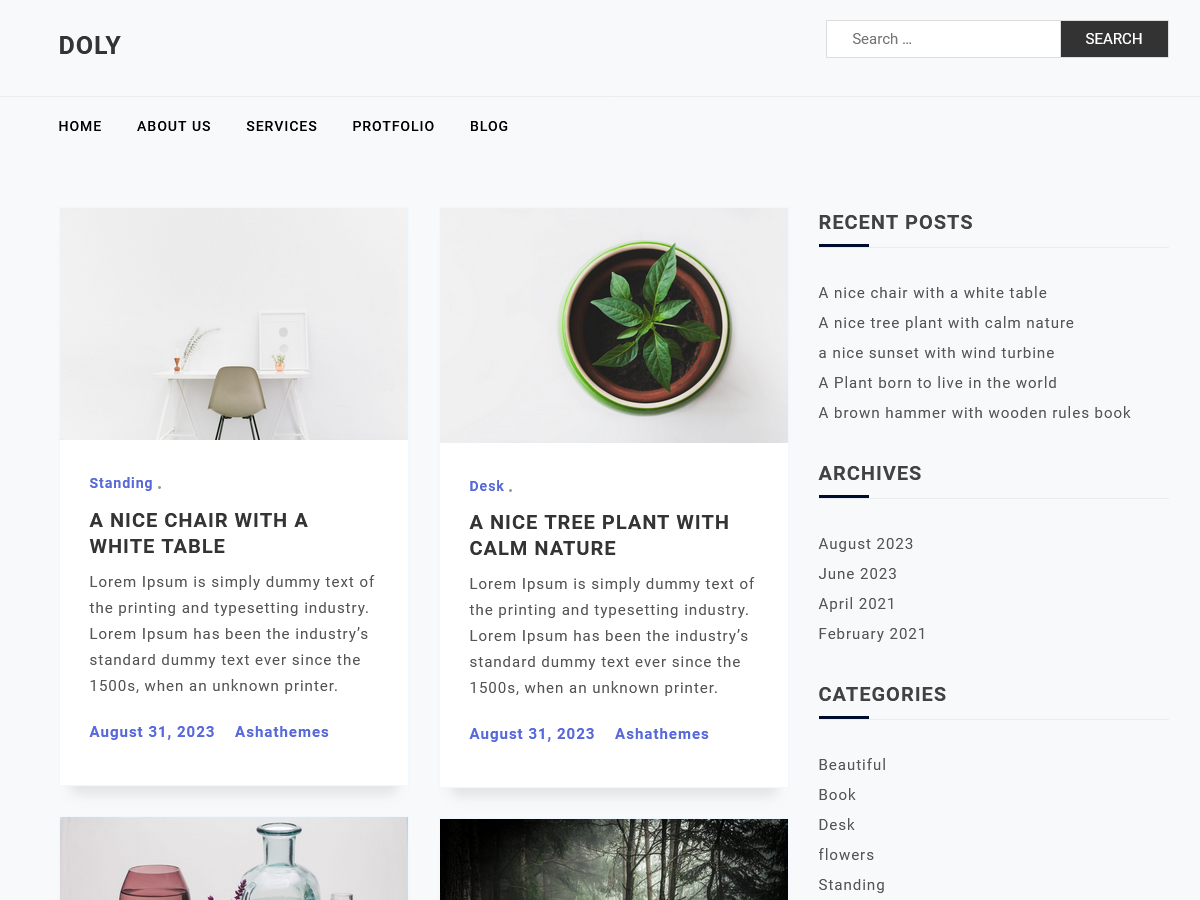 DOLY
Search …
SEARCH
HOME
ABOUT US
SERVICES
PROTFOLIO
BLOG
Standing .
A NICE CHAIR WITH A
WHITE TABLE
Lorem Ipsum is simply dummy text of
the printing and typesetting industry.
Lorem Ipsum has been the industry’s
standard dummy text ever since the
1500s, when an unknown printer.
August 31, 2023 Ashathemes
Desk .
A NICE TREE PLANT WITH
CALM NATURE
Lorem Ipsum is simply dummy text of
the printing and typesetting industry.
Lorem Ipsum has been the industry’s
standard dummy text ever since the
1500s, when an unknown printer.
August 31, 2023 Ashathemes
RECENT POSTS
A nice chair with a white table
A nice tree plant with calm nature
a nice sunset with wind turbine
A Plant born to live in the world
A brown hammer with wooden rules book
ARCHIVES
August 2023
June 2023
April 2021
February 2021
CATEGORIES
Beautiful
Book
Desk
flowers
Standing